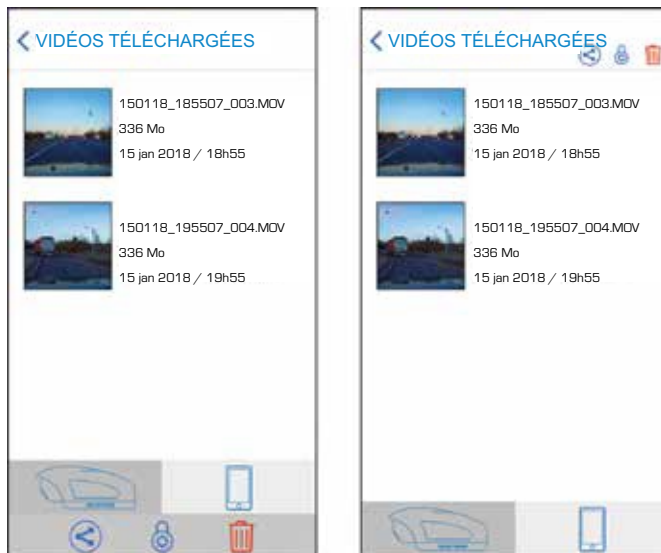 VIDÉOS TÉLÉCHARGÉES
150118_185507_003.MOV
336 Mo
15 jan 2018 / 18h55
150118_195507_004.MOV
336 Mo
15 jan 2018 / 19h55
VIDÉOS TÉLÉCHARGÉES
150118_185507_003.MOV
336 Mo
15 jan 2018 / 18h55
150118_195507_004.MOV
336 Mo
15 jan 2018 / 19h55